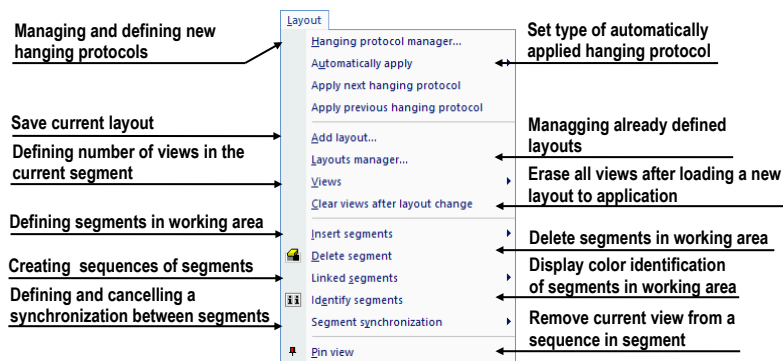 Layout
Managing and defining new
hanging protocols
Save current layout
Defining number of views in the
current segment
Defining segments in working area
Creating sequences of segments
Defining and cancelling a
synchronization between segments
Hanging protocol manager...
Automatically apply
Apply next hanging protocol
Apply previous hanging protocol
Add layout...
Layouts manager...
Views
Clear views after layout change
Insert segments
Delete segment
Linked segments
Identify segments
Segment synchronization
Pin view
Set type of automatically
applied hanging protocol
Managging already defined
layouts
Erase all views after loading a new
layout to application
Delete segments in working area
Display color identification
of segments in working area
Remove current view from a
sequence in segment